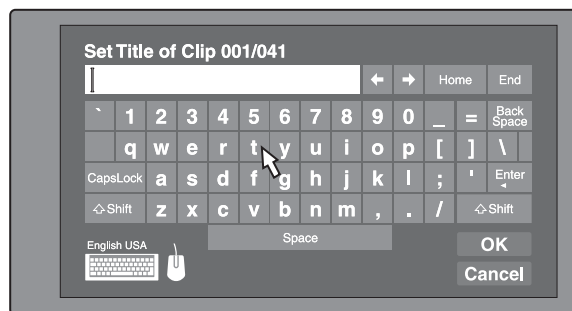 Set Title of Clip 001/041
← → Home End
` 1 2 3 4 5 6 7 8 9 0 _ = Back Space
q w e r t y u i o p [ ] \
CapsLock a s d f g h j k l ; ' Enter
⇧ Shift z x c v b n m , . / ⇧ Shift
Space
English USA
OK
Cancel